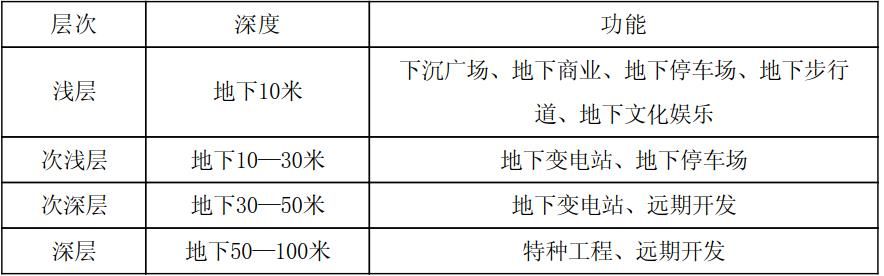 层次 深度 功能
浅层 地下10米 下沉广场、地下商业、地下停车场、地下步行
道、地下文化娱乐
次浅层 地下10—30米 地下变电站、地下停车场
次深层 地下30—50米 地下变电站、远期开发
深层 地下50—100米 特种工程、远期开发